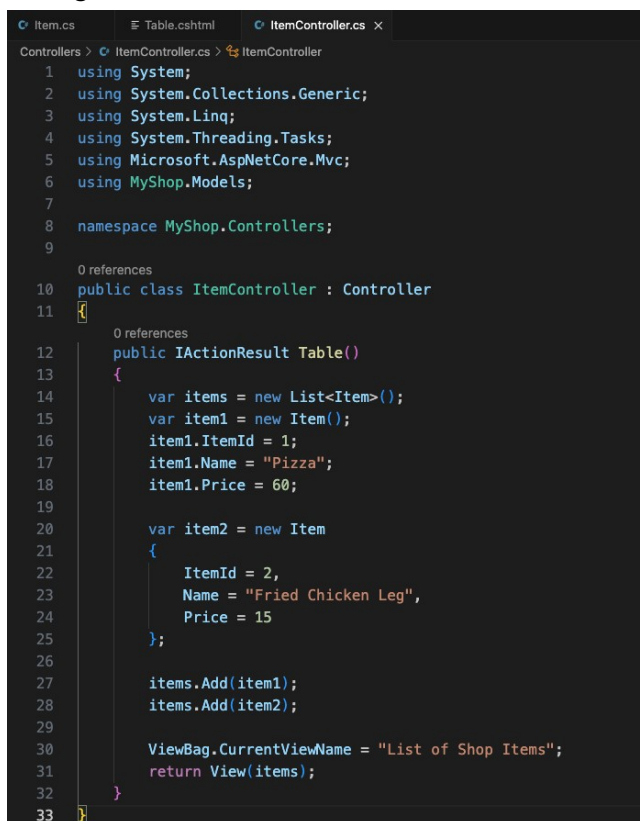 Item.cs Table.cshtml ItemController.cs
Controllers > ItemController.cs > ItemController
1 using System;
2 using System.Collections.Generic;
3 using System.Linq;
4 using System.Threading.Tasks;
5 using Microsoft.AspNetCore.Mvc;
6 using MyShop.Models;
7
8 namespace MyShop.Controllers;
9
0 references
10 public class ItemController : Controller
11 {
0 references
12 public IActionResult Table()
13 {
14 var items = new List<Item>();
15 var item1 = new Item();
16 item1.ItemId = 1;
17 item1.Name = "Pizza";
18 item1.Price = 60;
19
20 var item2 = new Item
21 {
22 ItemId = 2,
23 Name = "Fried Chicken Leg",
24 Price = 15
25 };
26
27 items.Add(item1);
28 items.Add(item2);
29
30 ViewBag.CurrentViewName = "List of Shop Items";
31 return View(items);
32 }
33 }